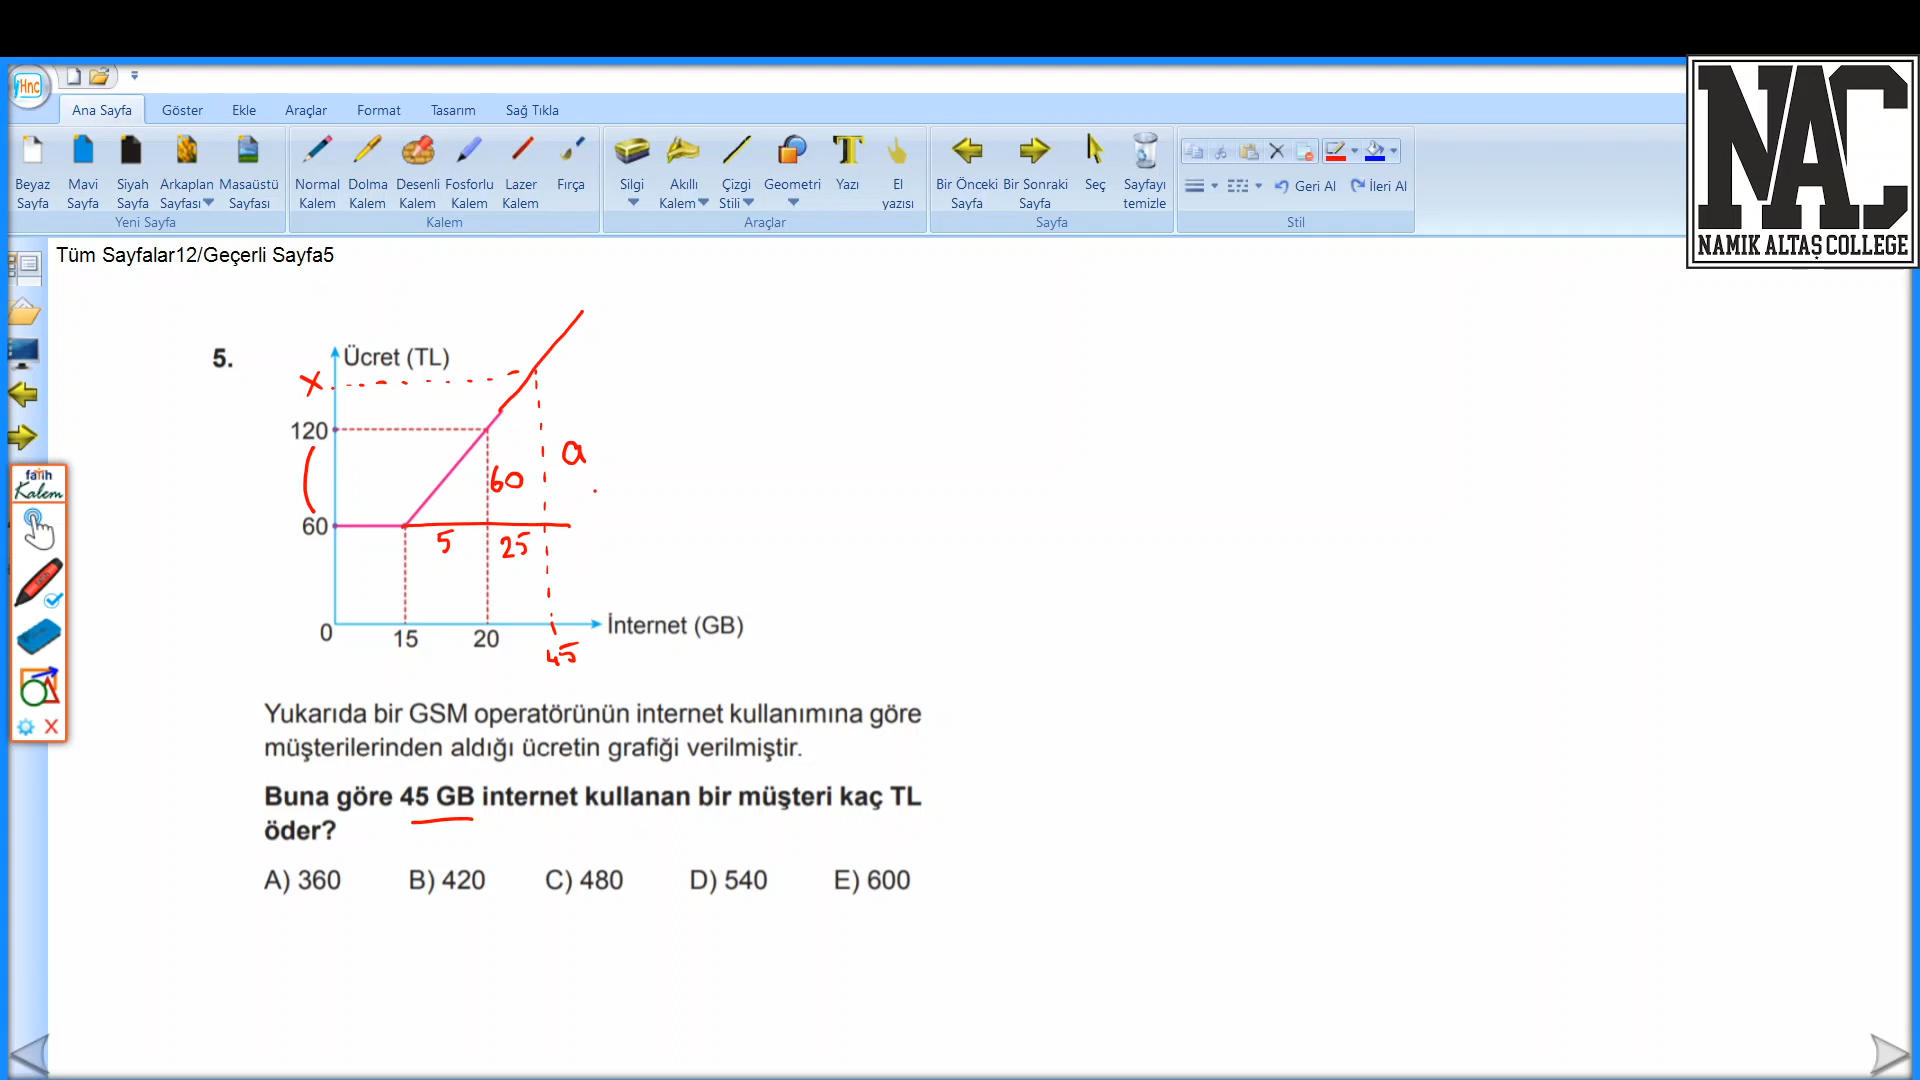 Ana Sayfa Göster Ekle Araçlar Format Tasarım Sağ Tıkla
Beyaz Sayfa
Mavi Sayfa
Siyah Sayfa
Arkaplan Sayfası
Masaüstü Sayfası
Yeni Sayfa
Normal Kalem
Dolma Kalem
Desenli Kalem
Fosforlu Kalem
Lazer Kalem
Fırça
Kalem
Silgi
Akıllı Kalem
Çizgi Stili
Geometri
Yazı
El yazısı
Araçlar
Bir Önceki Sayfa
Bir Sonraki Sayfa
Seç
Sayfayı temizle
Sayfa
Geri Al
İleri Al
Stil
NAC
NAMIK ALTAŞ COLLEGE
Tüm Sayfalar12/Geçerli Sayfa5
fatih
Kalem
5.
Ücret (TL)
x
120
a
60
60
5
25
0
15
20
İnternet (GB)
45
Yukarıda bir GSM operatörünün internet kullanımına göre
müşterilerinden aldığı ücretin grafiği verilmiştir.
Buna göre 45 GB internet kullanan bir müşteri kaç TL
öder?
A) 360 B) 420 C) 480 D) 540 E) 600